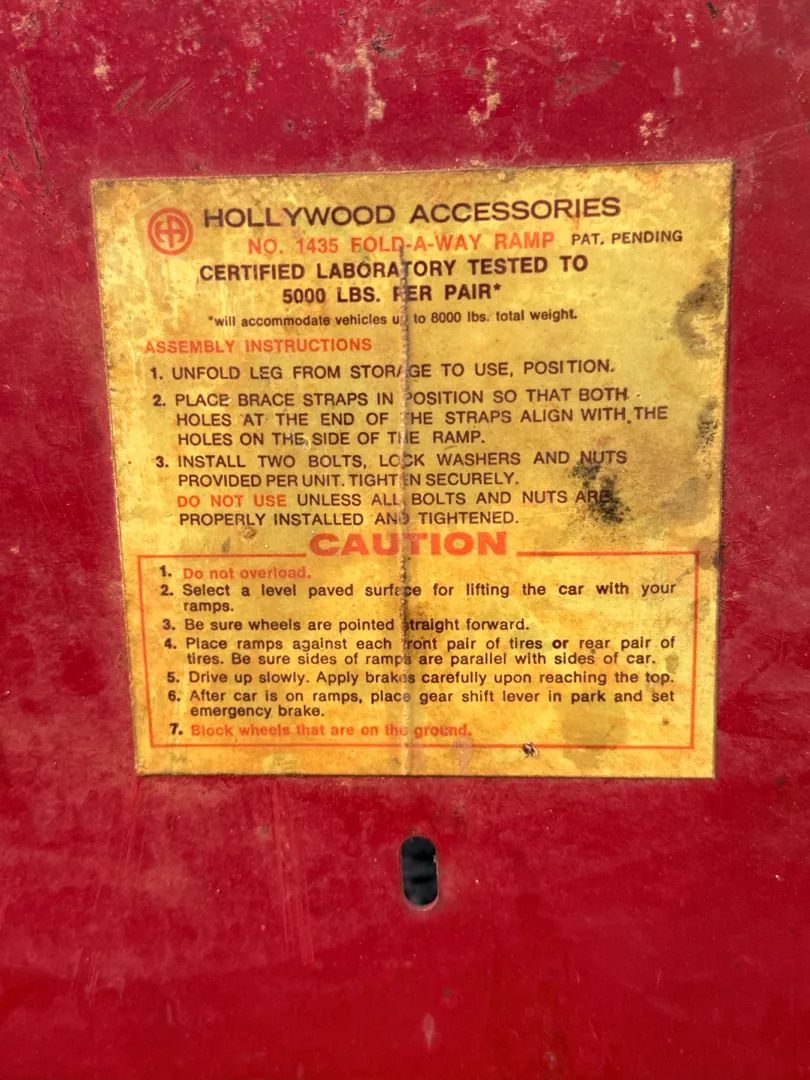 HA HOLLYWOOD ACCESSORIES
NO. 1435 FOLD-A-WAY RAMP PAT. PENDING
CERTIFIED LABORATORY TESTED TO
5000 LBS. PER PAIR*
*will accommodate vehicles up to 8000 lbs. total weight.
ASSEMBLY INSTRUCTIONS
1. UNFOLD LEG FROM STORAGE TO USE, POSITION.
2. PLACE BRACE STRAPS IN POSITION SO THAT BOTH
HOLES AT THE END OF THE STRAPS ALIGN WITH THE
HOLES ON THE SIDE OF THE RAMP.
3. INSTALL TWO BOLTS, LOCK WASHERS AND NUTS
PROVIDED PER UNIT. TIGHTEN SECURELY.
DO NOT USE UNLESS ALL BOLTS AND NUTS ARE
PROPERLY INSTALLED AND TIGHTENED.
CAUTION
1. Do not overload.
2. Select a level paved surface for lifting the car with your
ramps.
3. Be sure wheels are pointed straight forward.
4. Place ramps against each front pair of tires or rear pair of
tires. Be sure sides of ramps are parallel with sides of car.
5. Drive up slowly. Apply brakes carefully upon reaching the top.
6. After car is on ramps, place gear shift lever in park and set
emergency brake.
7. Block wheels that are on the ground.